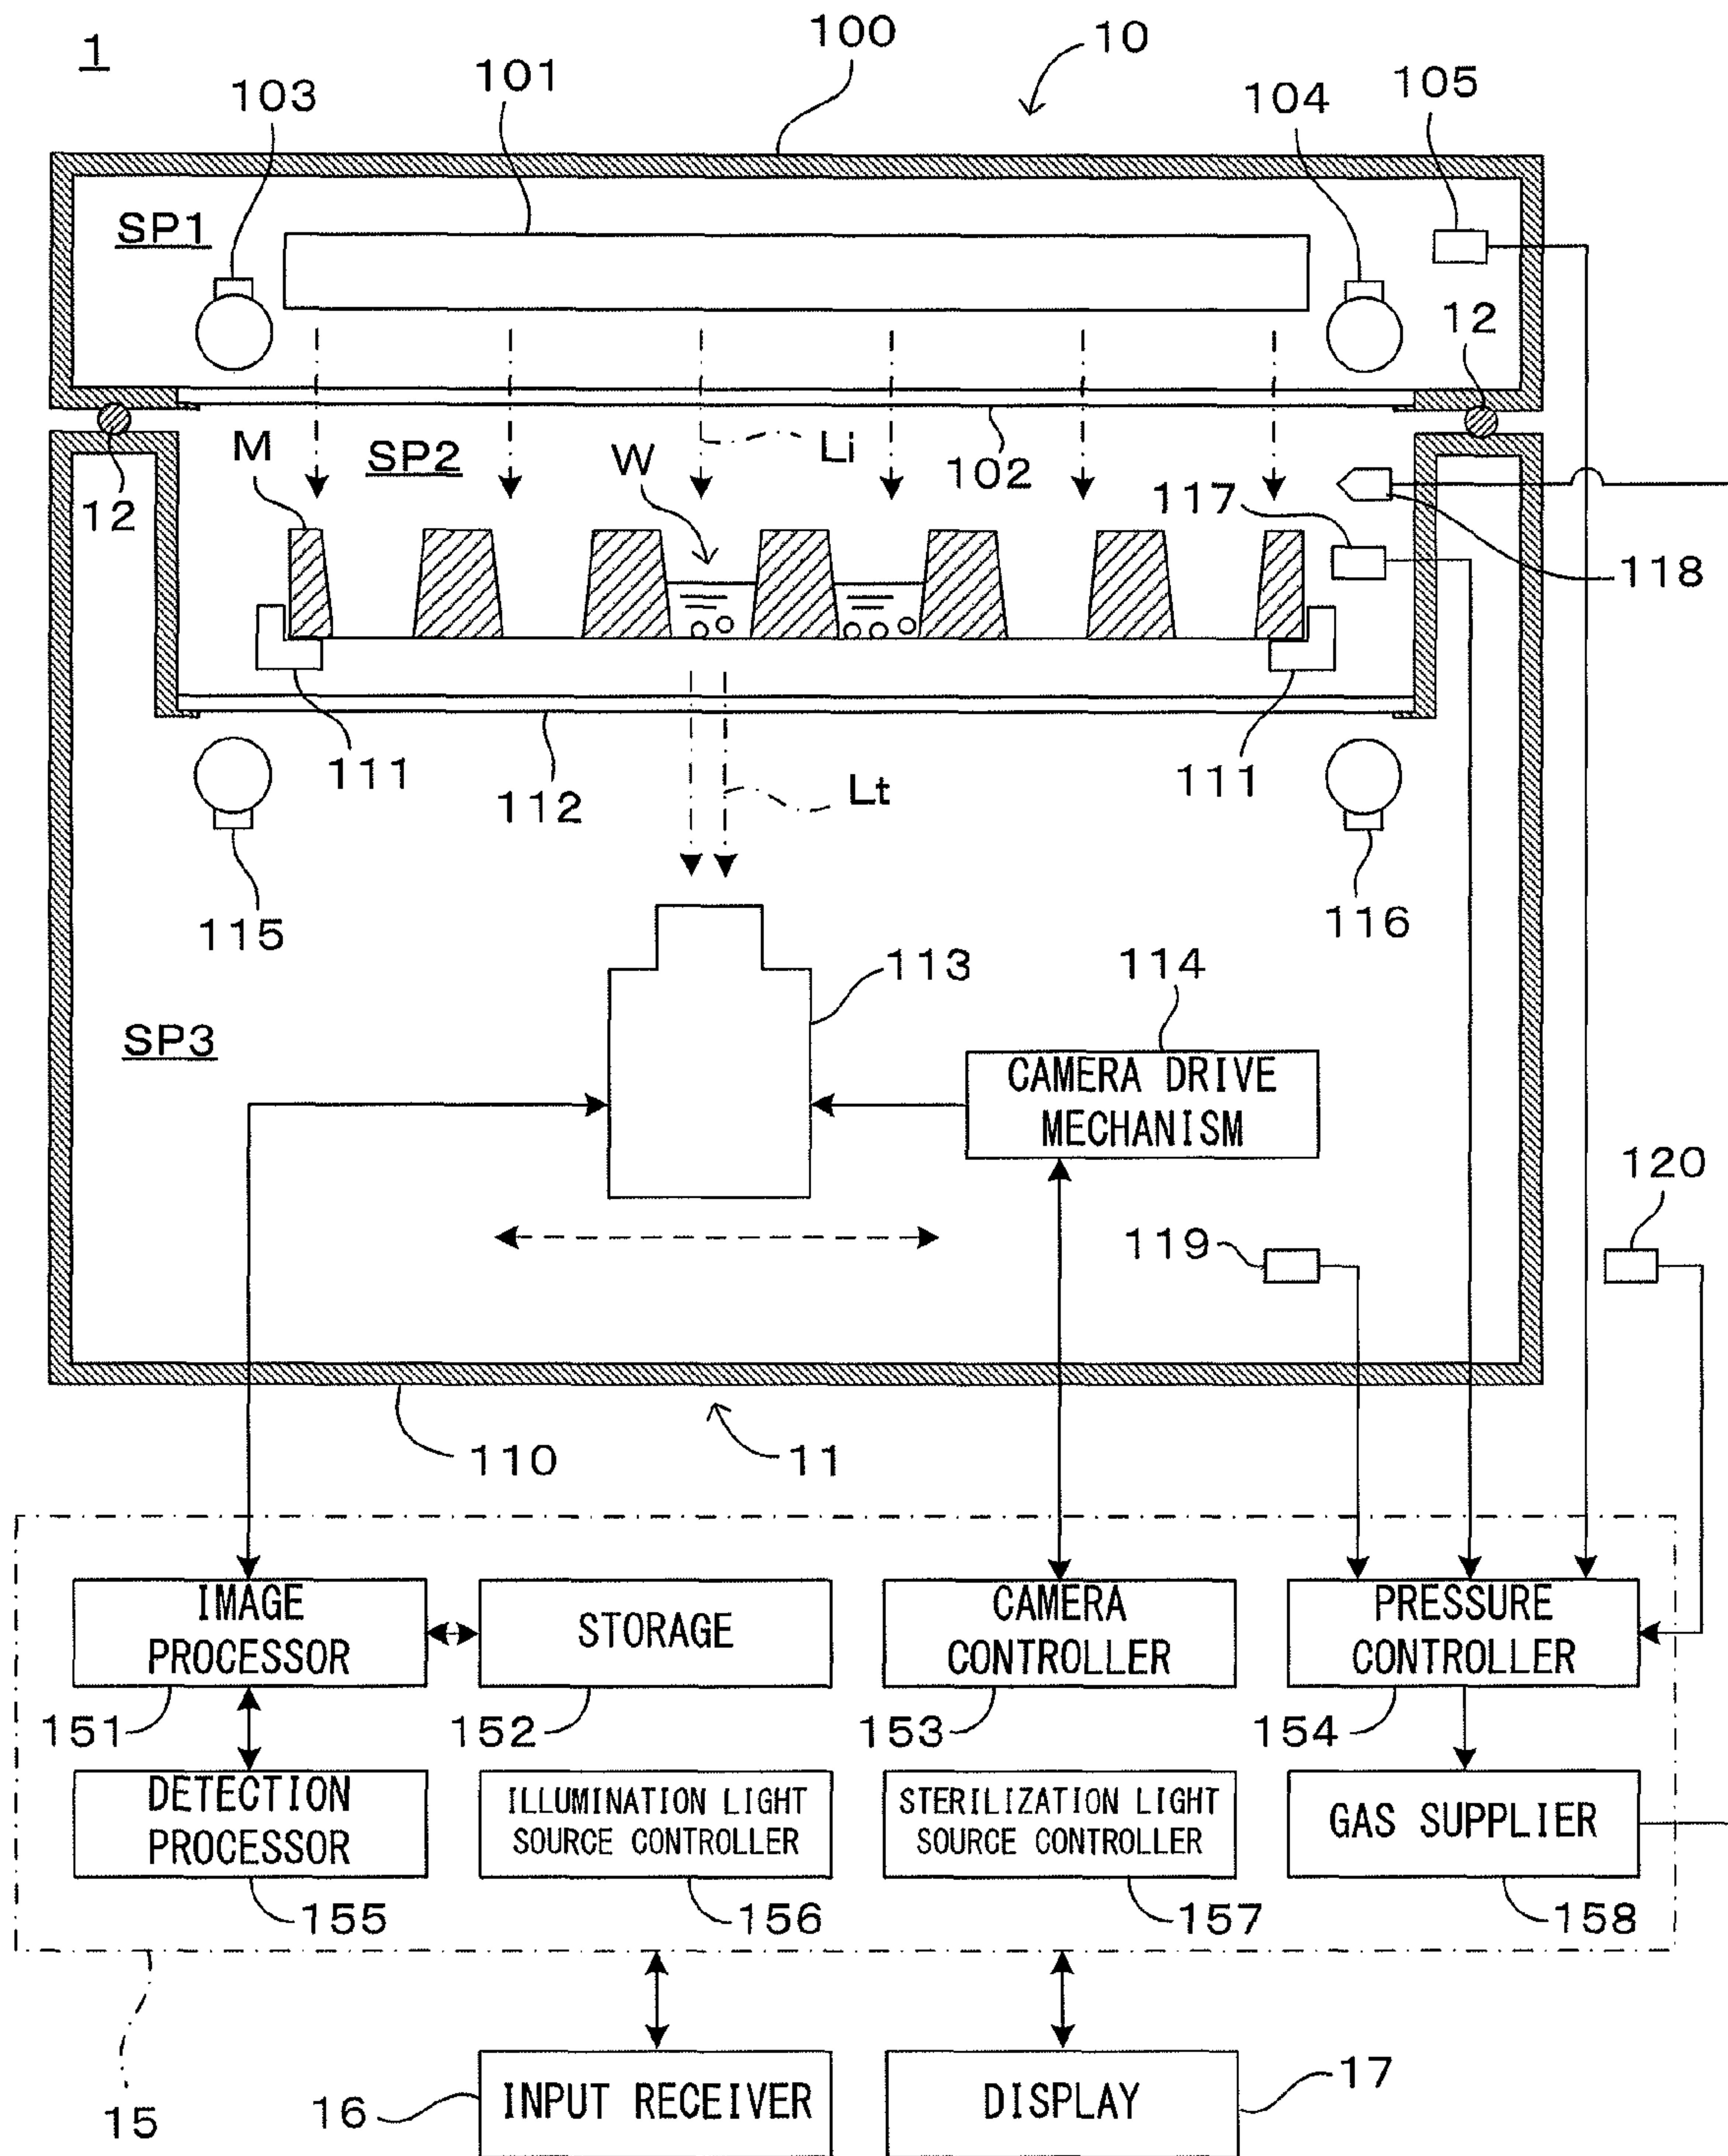 1
100
10
101
103
104
105
SP1
12
M
SP2
W
Li
102
117
12
118
111
112
Lt
111
115
116
113
114
SP3
CAMERA DRIVE
MECHANISM
120
119
110
11
IMAGE
PROCESSOR
STORAGE
CAMERA
CONTROLLER
PRESSURE
CONTROLLER
151
152
153
154
DETECTION
PROCESSOR
ILLUMINATION LIGHT
SOURCE CONTROLLER
STERILIZATION LIGHT
SOURCE CONTROLLER
GAS SUPPLIER
155
156
157
158
15
16
INPUT RECEIVER
DISPLAY
17